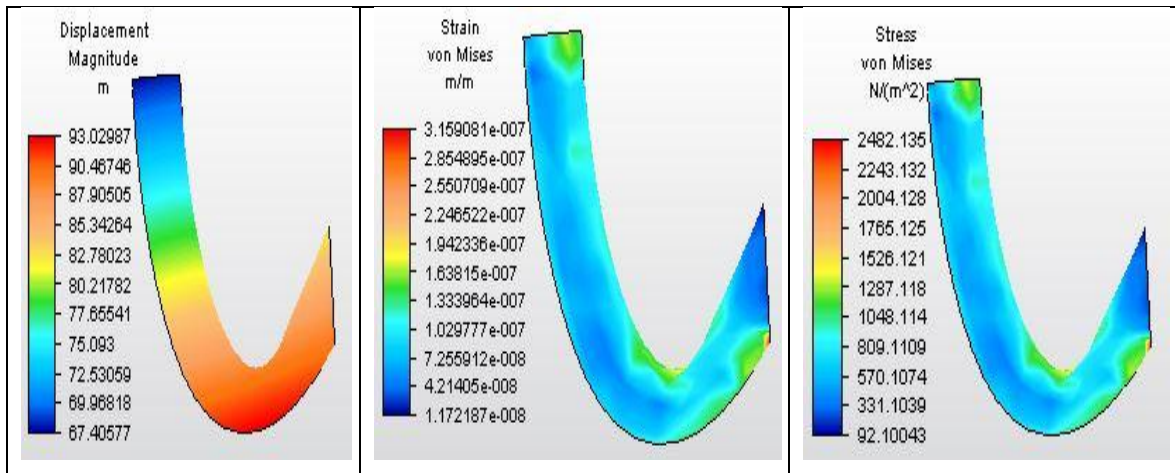 Displacement
Magnitude
m
93.02987
90.46746
87.90505
85.34264
82.78023
80.21782
77.65541
75.093
72.53059
69.96818
67.40577
Strain
von Mises
m/m
3.159081e-007
2.854895e-007
2.550709e-007
2.246522e-007
1.942336e-007
1.63815e-007
1.333964e-007
1.029777e-007
7.255912e-008
4.21405e-008
1.172187e-008
Stress
von Mises
N/(m^2)
2482.135
2243.132
2004.128
1765.125
1526.121
1287.118
1048.114
809.1109
570.1074
331.1039
92.10043